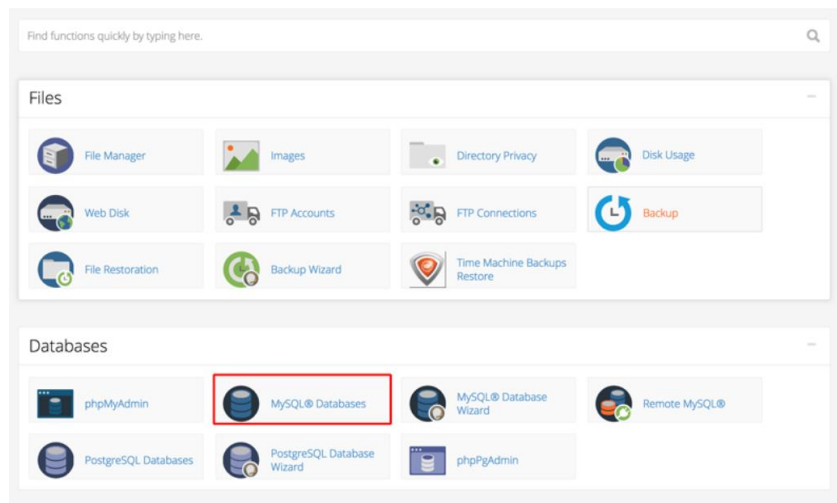 Find functions quickly by typing here.
Files
File Manager
Images
Directory Privacy
Disk Usage
Web Disk
FTP Accounts
FTP Connections
Backup
File Restoration
Backup Wizard
Time Machine Backups
Restore
Databases
phpMyAdmin
MySQL® Databases
MySQL® Database
Wizard
Remote MySQL®
PostgreSQL Databases
PostgreSQL Database
Wizard
phpPgAdmin